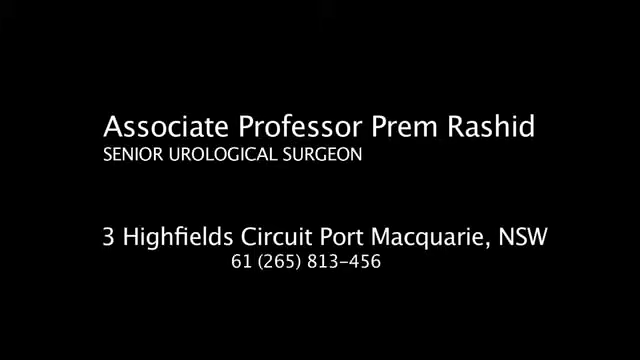 Associate Professor Prem Rashid
SENIOR UROLOGICAL SURGEON
3 Highfields Circuit Port Macquarie, NSW
61 (265) 813-456